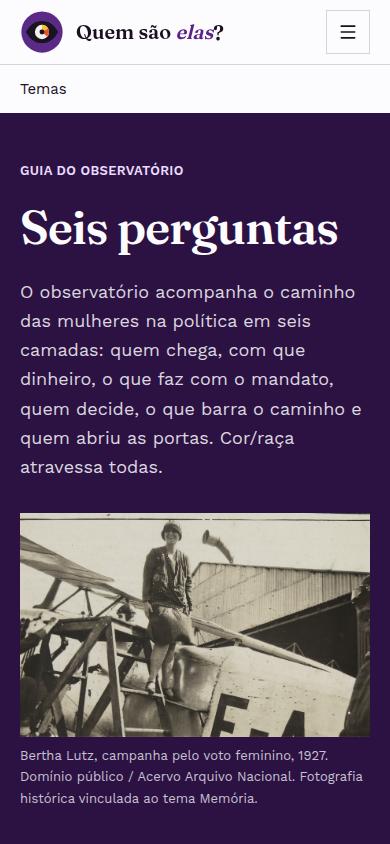 Quem são elas?
Temas
GUIA DO OBSERVATÓRIO
Seis perguntas
O observatório acompanha o caminho
das mulheres na política em seis
camadas: quem chega, com que
dinheiro, o que faz com o mandato,
quem decide, o que barra o caminho e
quem abriu as portas. Cor/raça
atravessa todas.
Bertha Lutz, campanha pelo voto feminino, 1927.
Domínio público / Acervo Arquivo Nacional. Fotografia
histórica vinculada ao tema Memória.